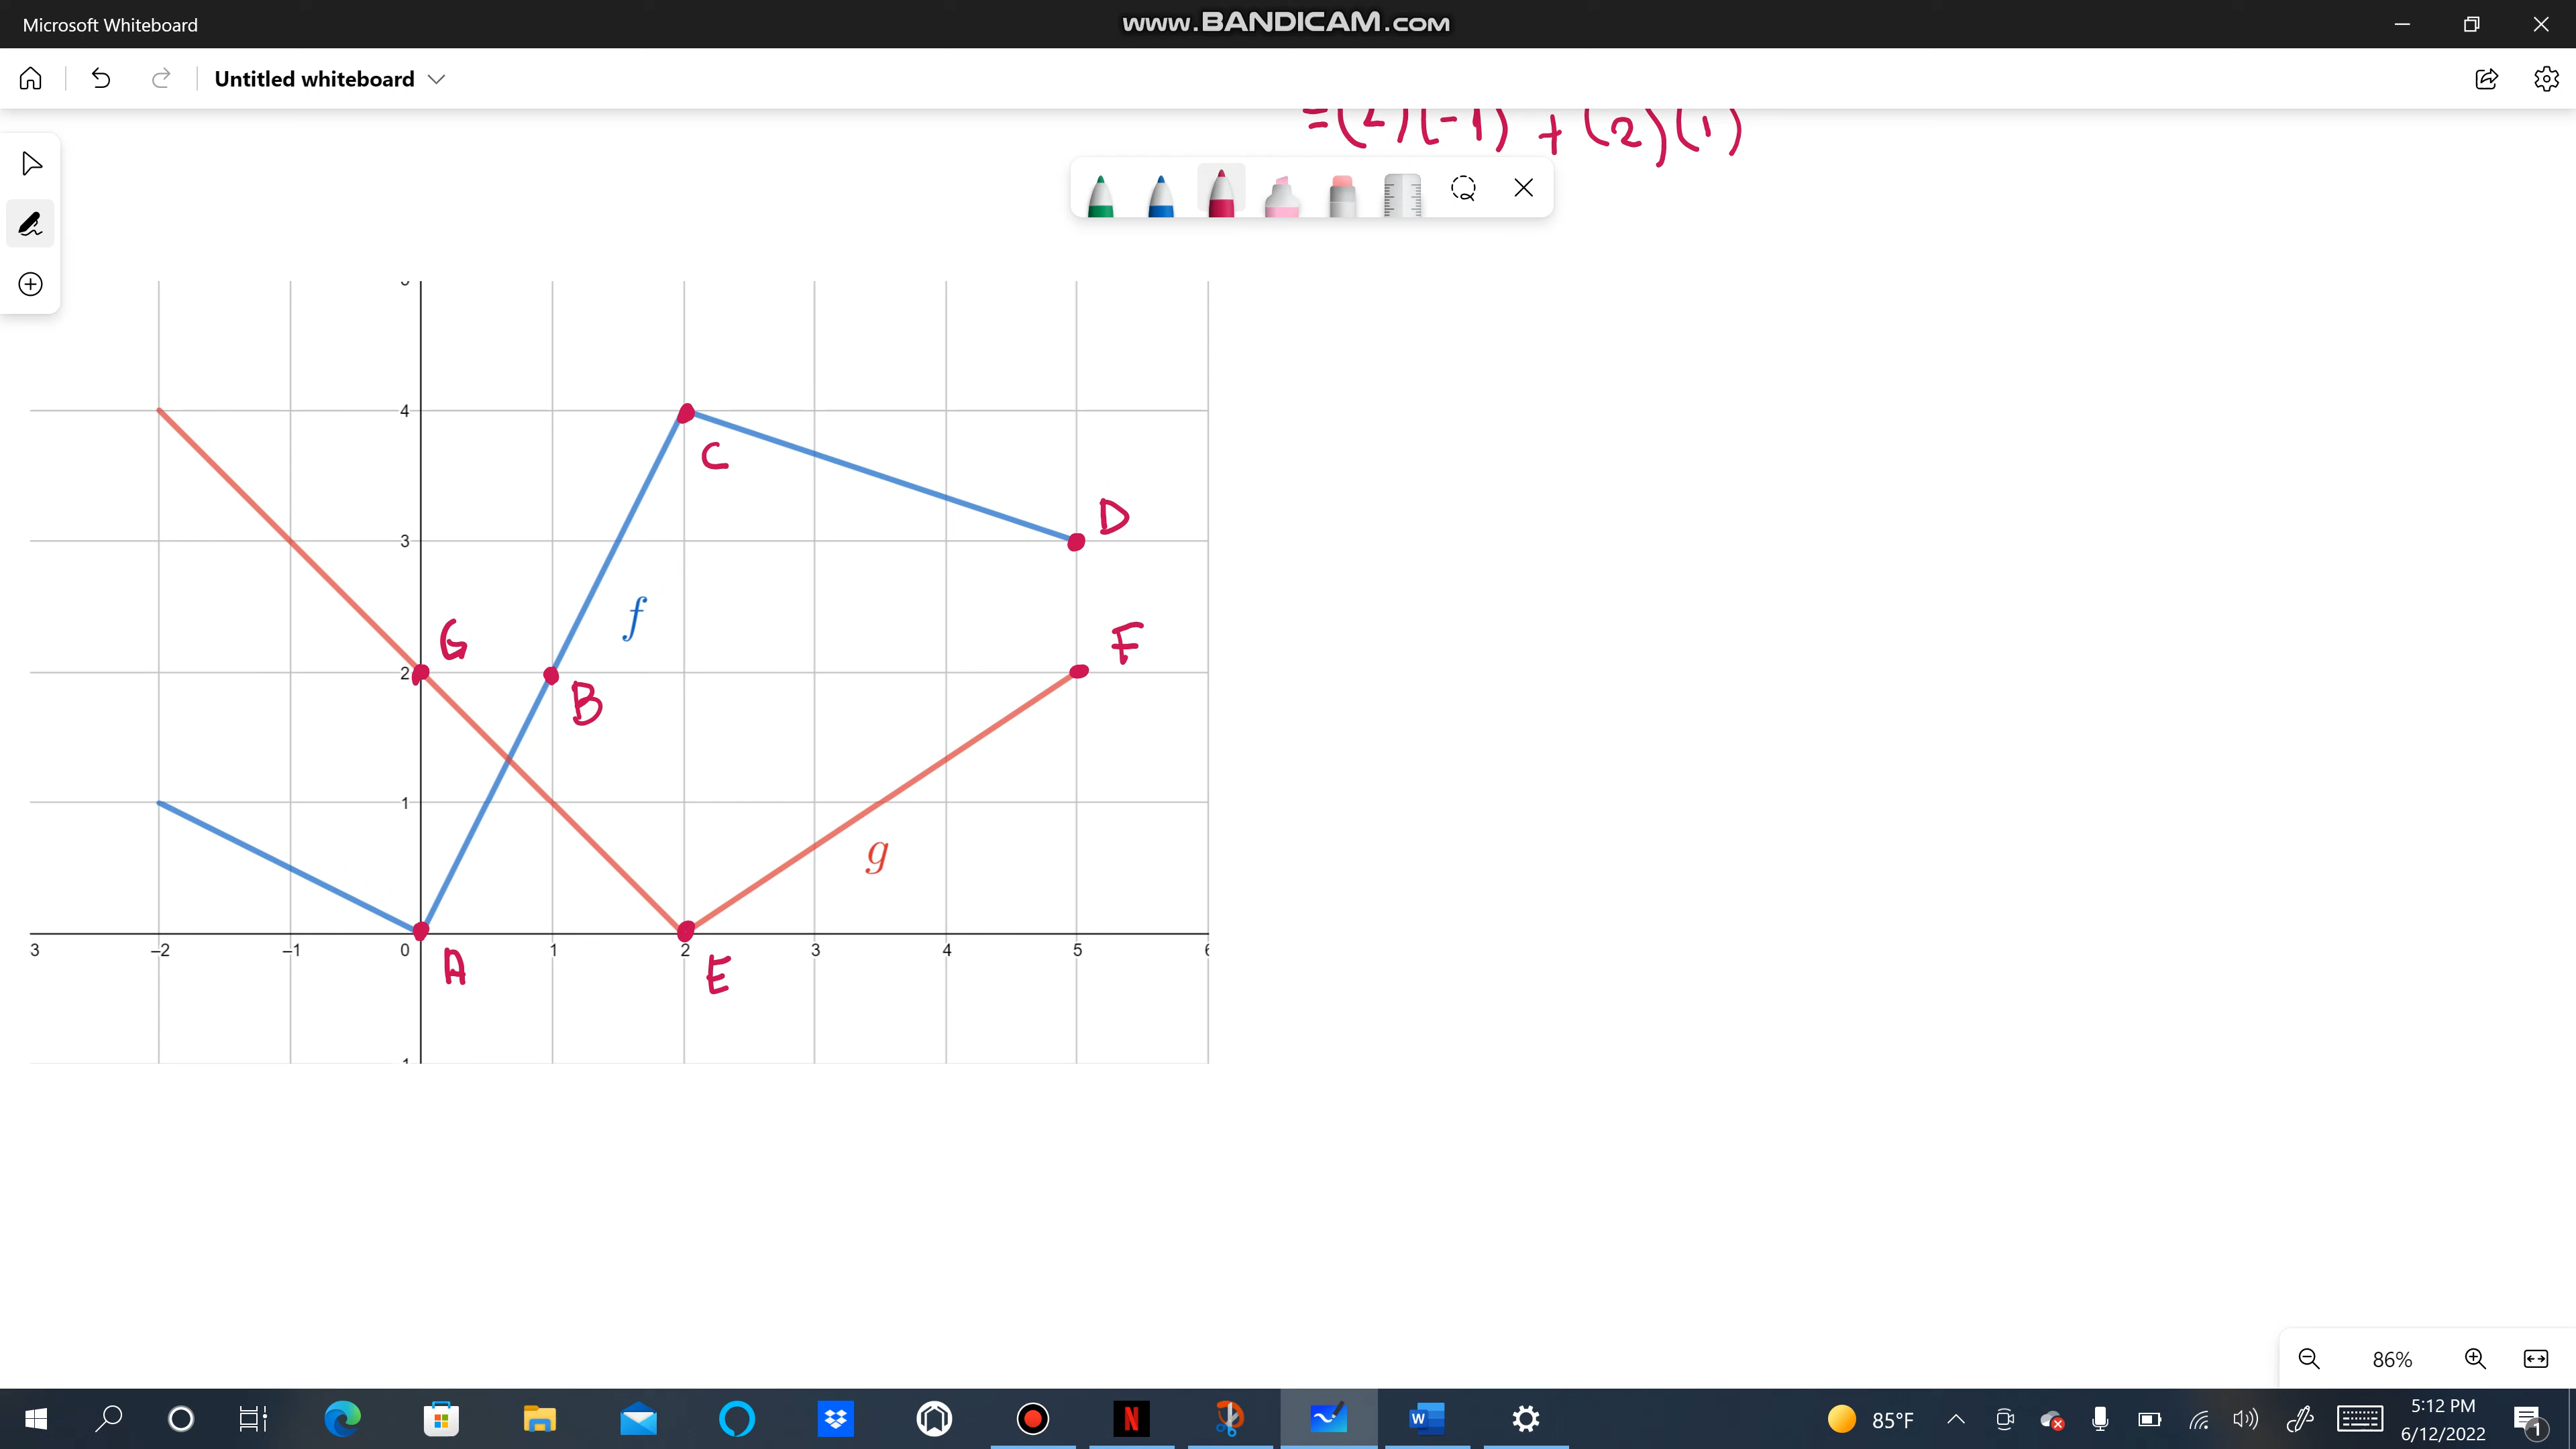 Microsoft Whiteboard
www.BANDICAM.com
Untitled whiteboard
=(2)(-1) + (2)(1)
4
C
3
D
f
G
F
2
B
1
g
3 -2 -1 0 1 2 3 4 5
A
E
86%
N
W
85°F
5:12 PM
6/12/2022
1